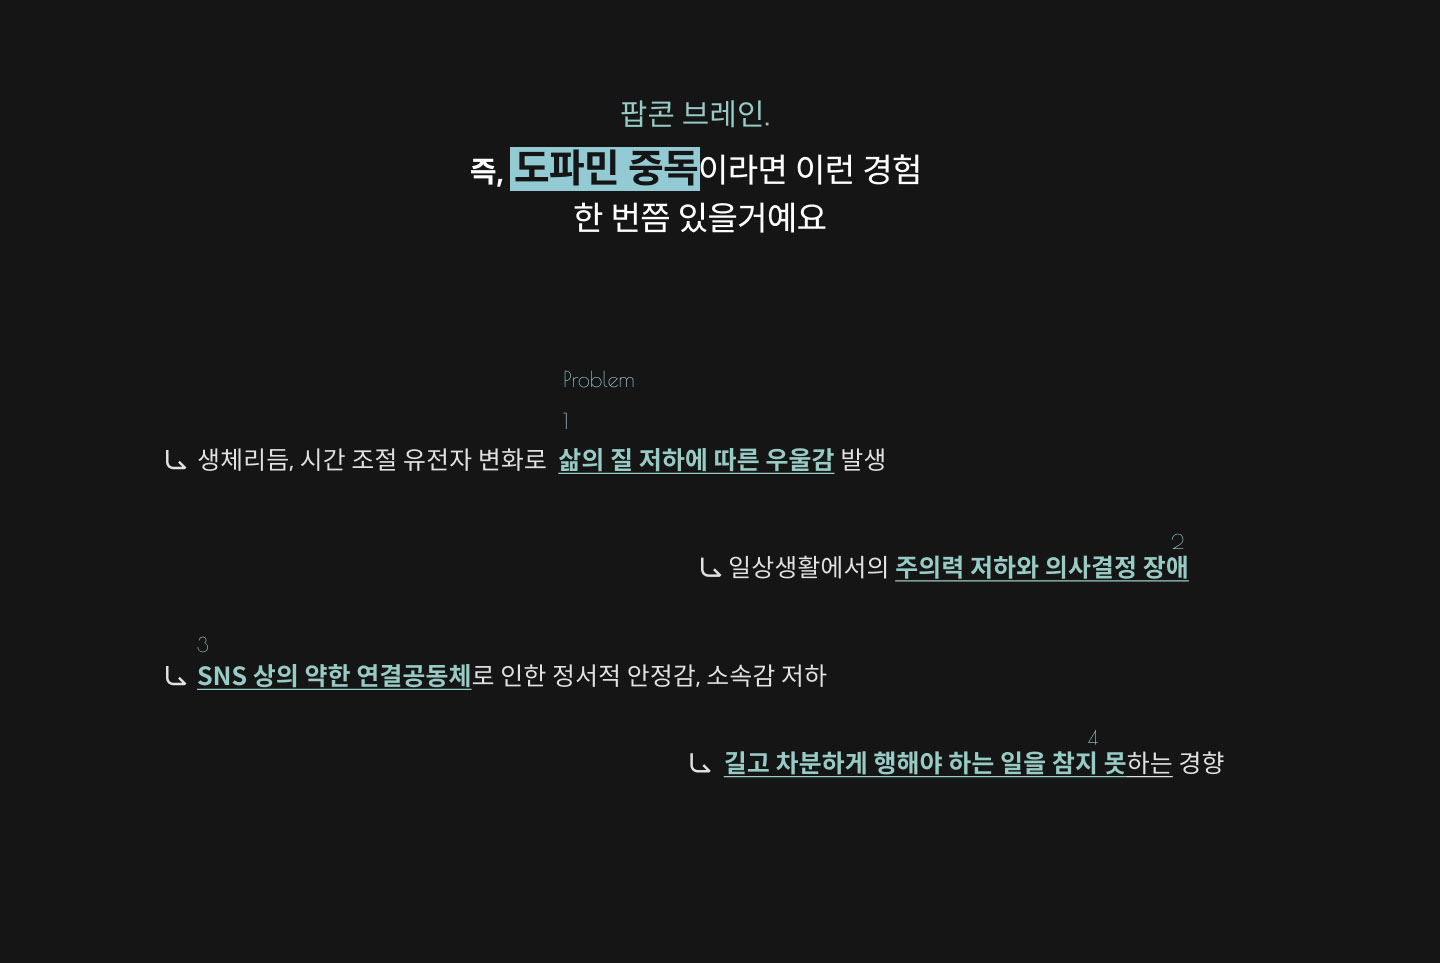 팝콘 브레인.
즉, 도파민 중독이라면 이런 경험
한 번쯤 있을거예요
Problem
1
생체리듬, 시간 조절 유전자 변화로 삶의 질 저하에 따른 우울감 발생
2
일상생활에서의 주의력 저하와 의사결정 장애
3
SNS 상의 약한 연결공동체로 인한 정서적 안정감, 소속감 저하
4
길고 차분하게 행해야 하는 일을 참지 못하는 경향